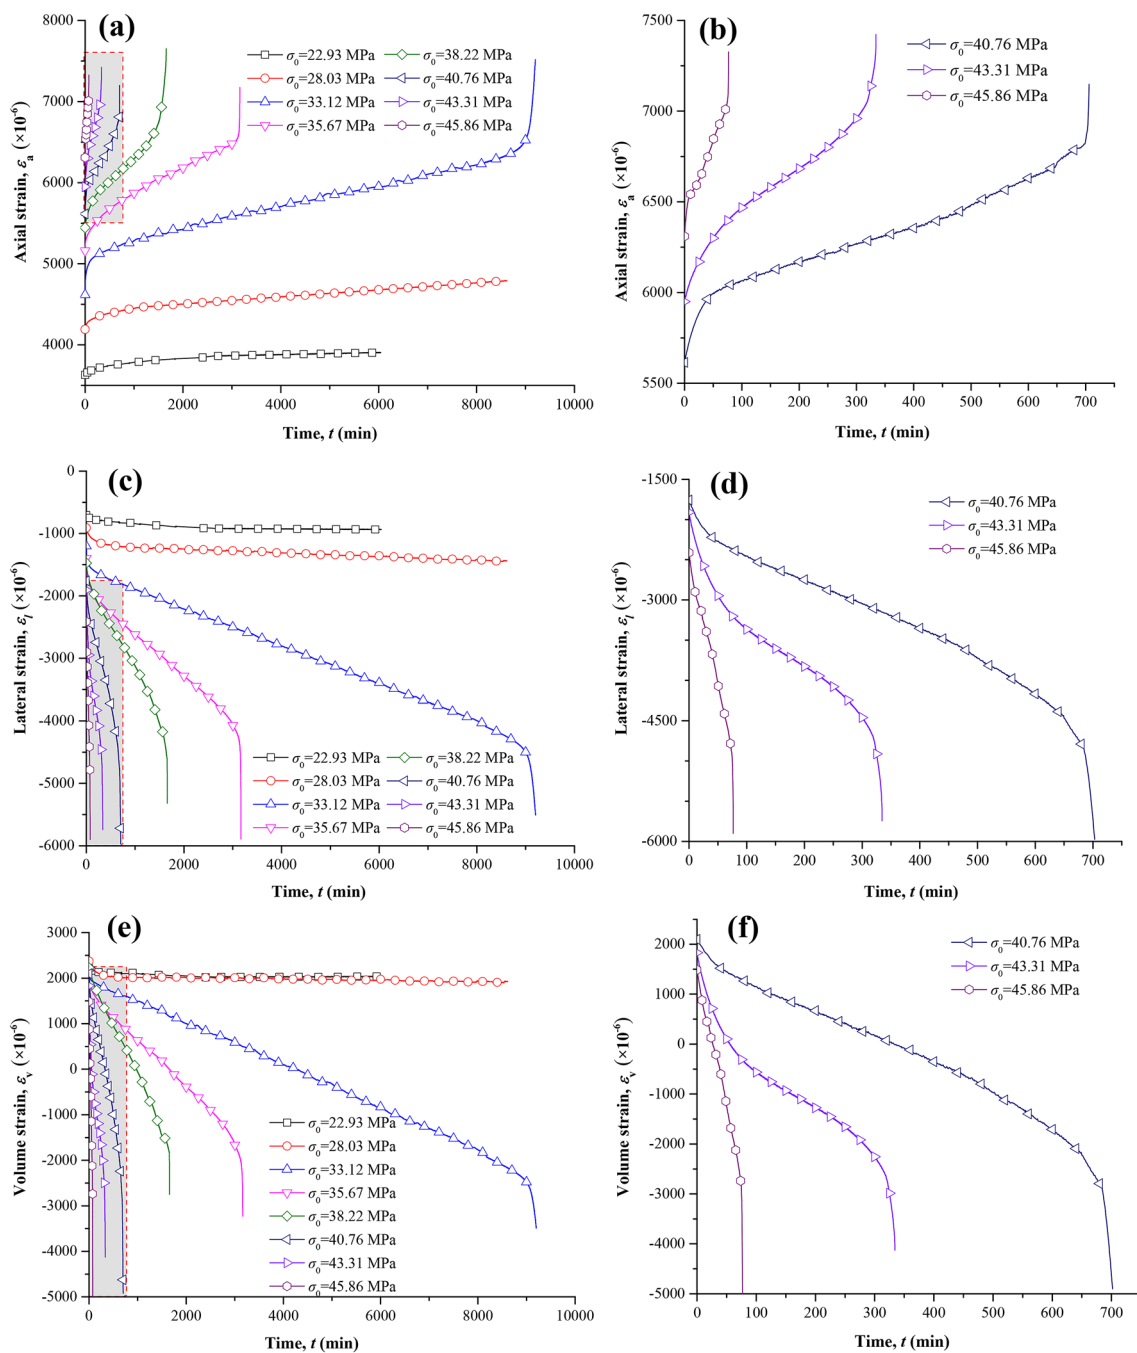 (a)
σ0=22.93 MPa
σ0=28.03 MPa
σ0=33.12 MPa
σ0=35.67 MPa
σ0=38.22 MPa
σ0=40.76 MPa
σ0=43.31 MPa
σ0=45.86 MPa
8000
7000
6000
5000
4000
Axial strain, εa (×10-6)
0
2000
4000
6000
8000
10000
Time, t (min)
(b)
σ0=40.76 MPa
σ0=43.31 MPa
σ0=45.86 MPa
7500
7000
6500
6000
5500
Axial strain, εa (×10-6)
0
100
200
300
400
500
600
700
Time, t (min)
(c)
0
-1000
-2000
-3000
-4000
-5000
-6000
Lateral strain, εl (×10-6)
σ0=22.93 MPa
σ0=28.03 MPa
σ0=33.12 MPa
σ0=35.67 MPa
σ0=38.22 MPa
σ0=40.76 MPa
σ0=43.31 MPa
σ0=45.86 MPa
0
2000
4000
6000
8000
10000
Time, t (min)
(d)
σ0=40.76 MPa
σ0=43.31 MPa
σ0=45.86 MPa
-1500
-3000
-4500
-6000
Lateral strain, εl (×10-6)
0
100
200
300
400
500
600
700
Time, t (min)
(e)
3000
2000
1000
0
-1000
-2000
-3000
-4000
-5000
Volume strain, εv (×10-6)
σ0=22.93 MPa
σ0=28.03 MPa
σ0=33.12 MPa
σ0=35.67 MPa
σ0=38.22 MPa
σ0=40.76 MPa
σ0=43.31 MPa
σ0=45.86 MPa
0
2000
4000
6000
8000
10000
Time, t (min)
(f)
σ0=40.76 MPa
σ0=43.31 MPa
σ0=45.86 MPa
2000
1000
0
-1000
-2000
-3000
-4000
-5000
Volume strain, εv (×10-6)
0
100
200
300
400
500
600
700
Time, t (min)